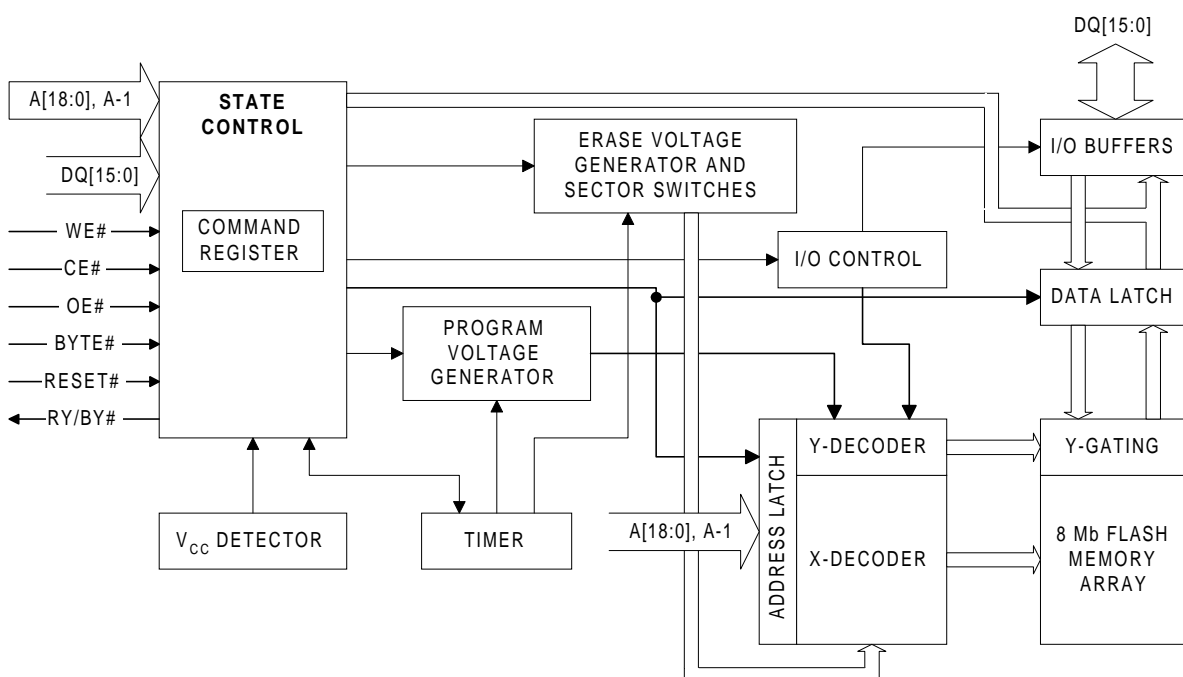 DQ[15:0]
A[18:0], A-1
STATE
CONTROL
ERASE VOLTAGE
GENERATOR AND
SECTOR SWITCHES
I/O BUFFERS
DQ[15:0]
WE#
COMMAND
REGISTER
CE#
I/O CONTROL
OE#
DATA LATCH
BYTE#
PROGRAM
VOLTAGE
GENERATOR
RESET#
RY/BY#
ADDRESS LATCH
Y-DECODER
Y-GATING
VCC DETECTOR
TIMER
A[18:0], A-1
X-DECODER
8 Mb FLASH
MEMORY
ARRAY